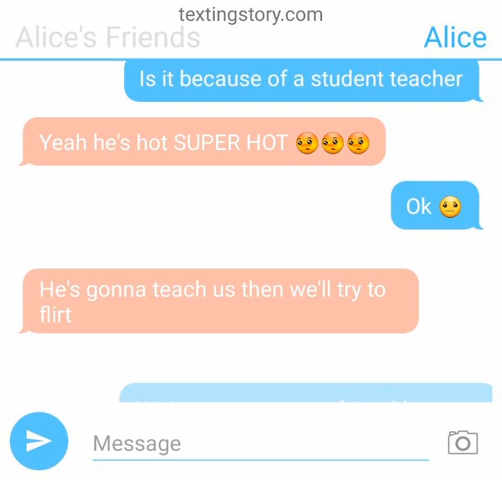 textingstory.com
Alice's Friends
Alice
Is it because of a student teacher
Yeah he's hot SUPER HOT 😡😡😡
Ok 😐
He's gonna teach us then we'll try to
flirt
Message